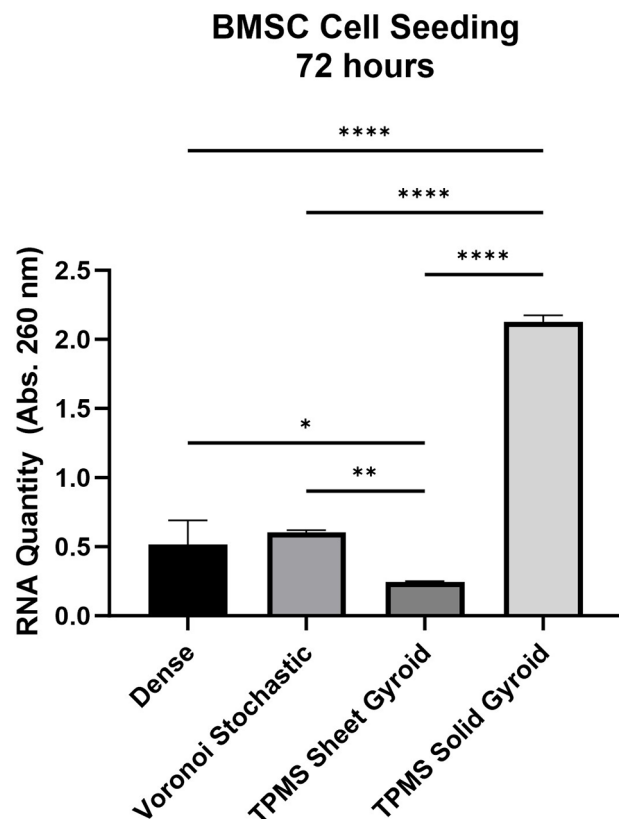 BMSC Cell Seeding
72 hours
****
****
****
*
**
RNA Quantity (Abs. 260 nm)
2.5
2.0
1.5
1.0
0.5
0.0
Dense
Voronoi Stochastic
TPMS Sheet Gyroid
TPMS Solid Gyroid